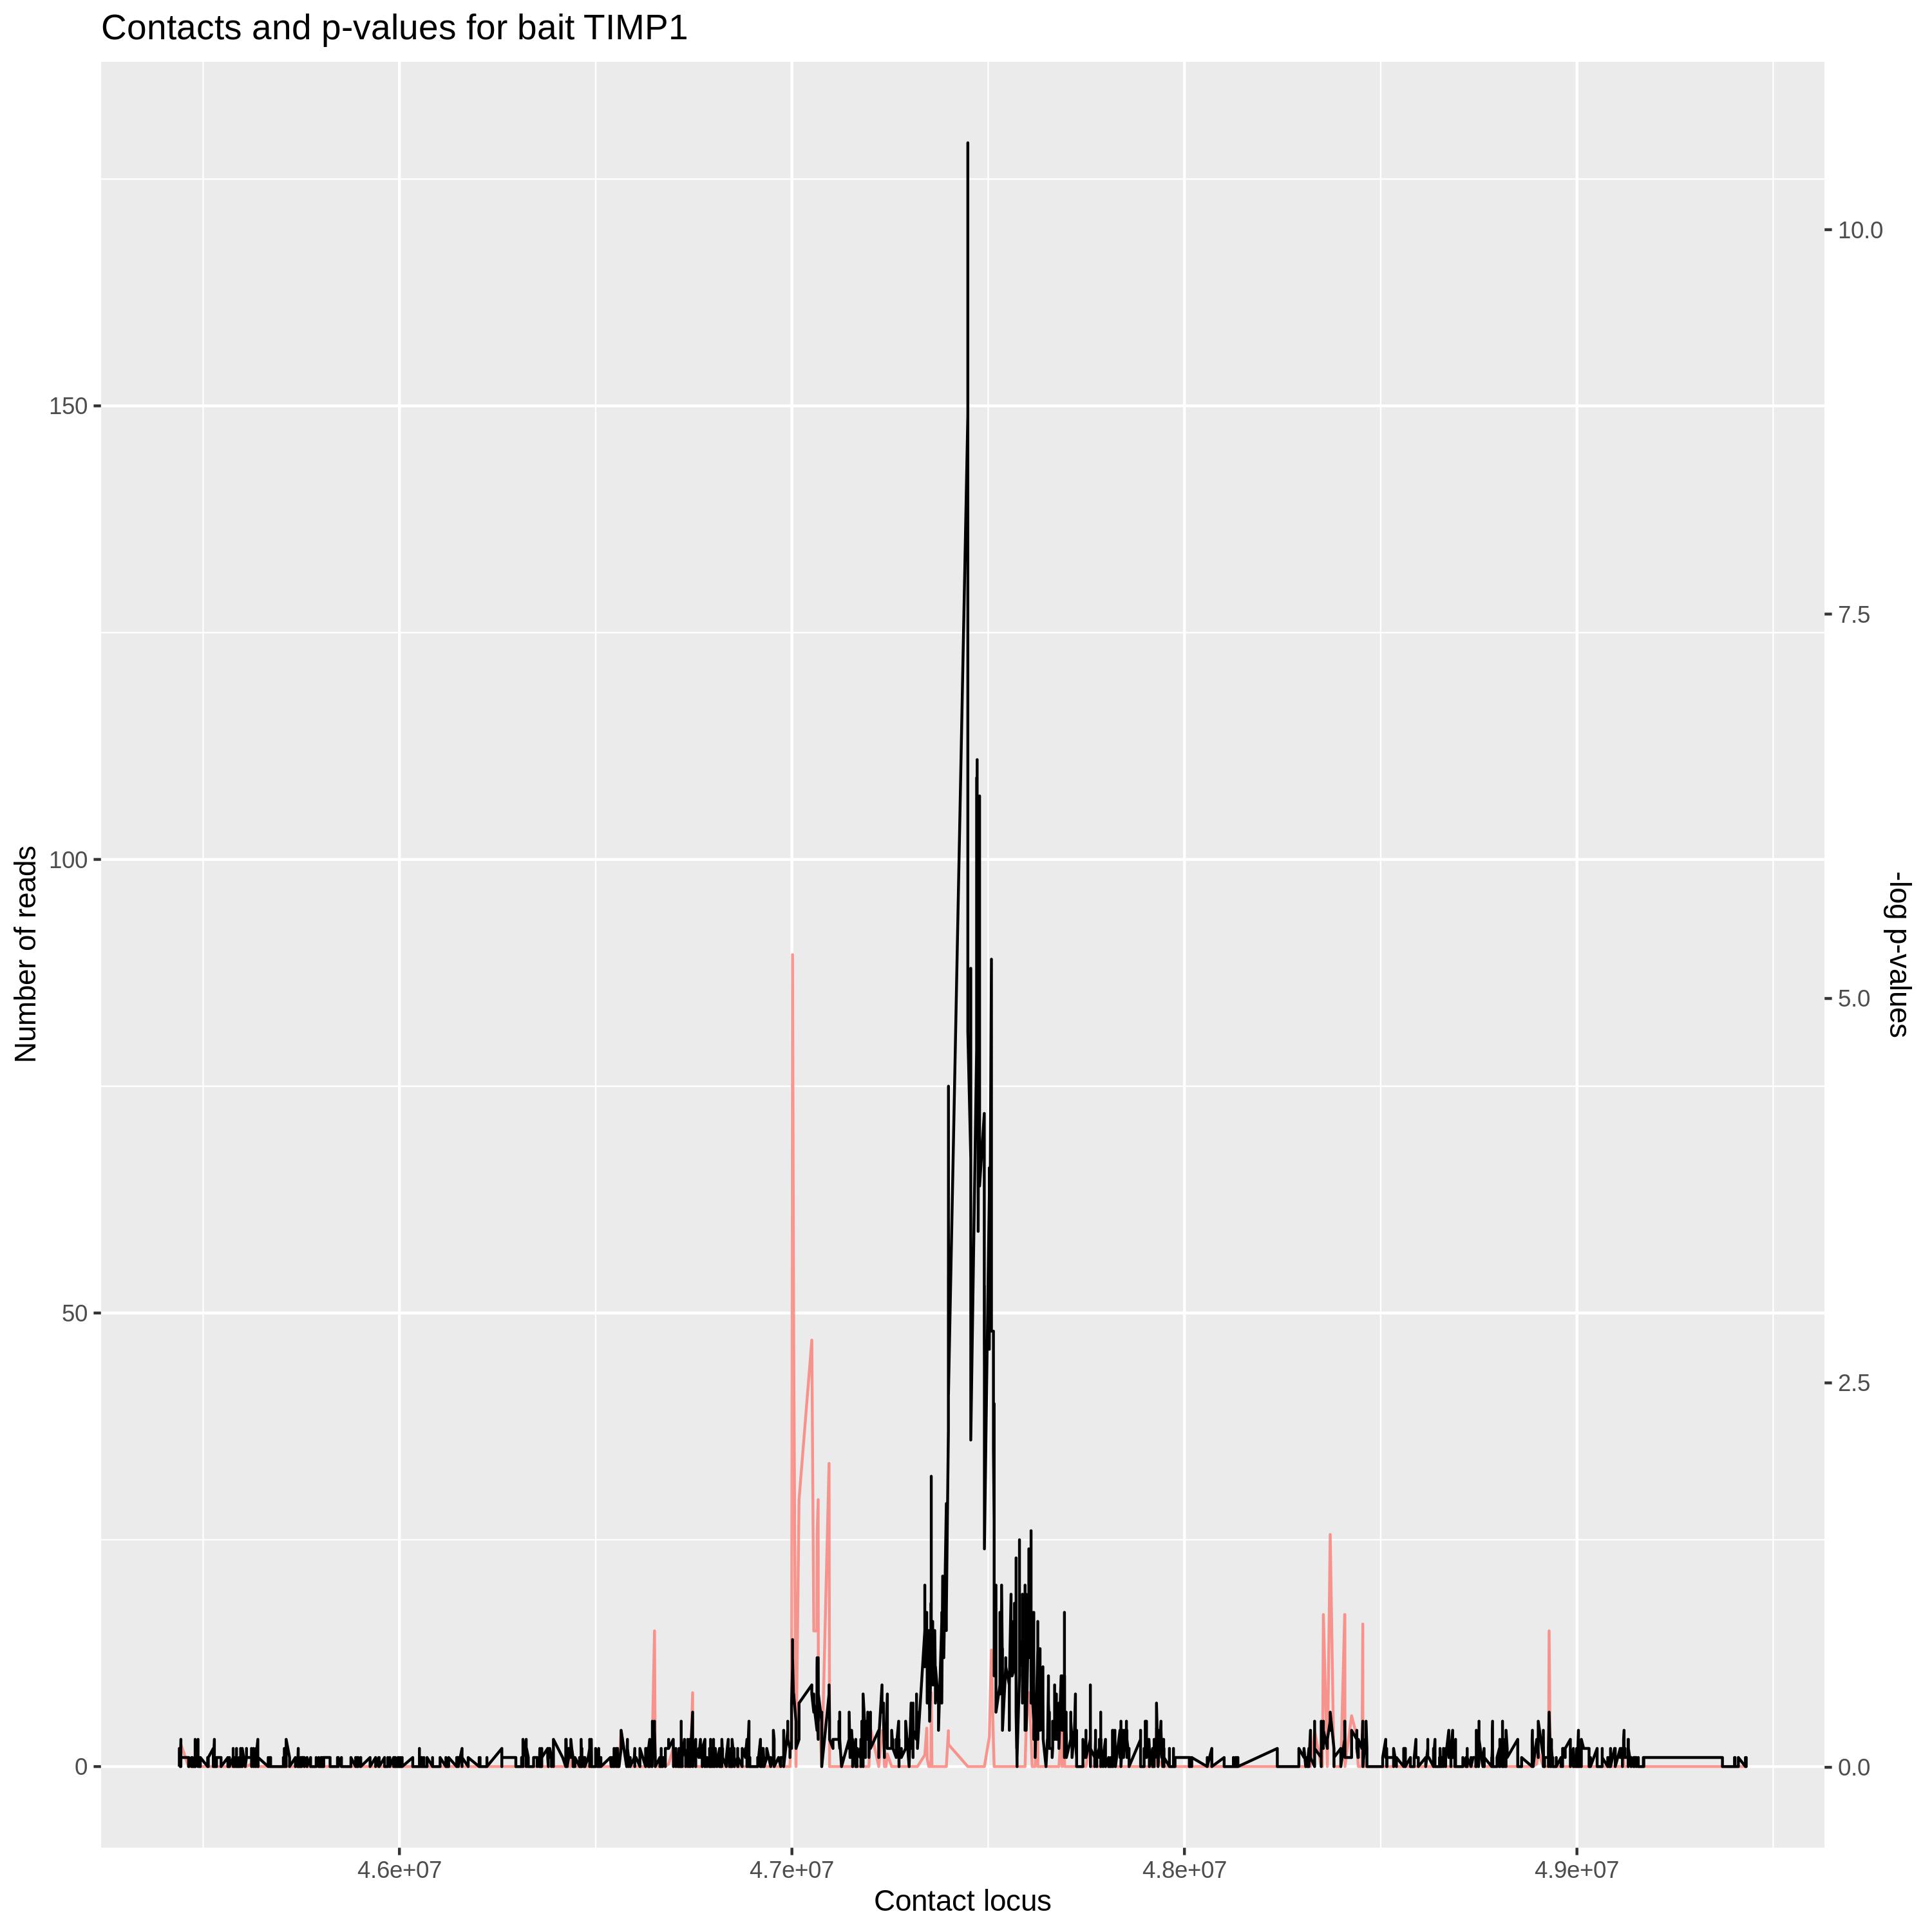 Contacts and p-values for bait TIMP1
Number of reads
150
100
50
0
10.0
7.5
5.0
2.5
0.0
-log p-values
4.6e+07
4.7e+07
4.8e+07
4.9e+07
Contact locus